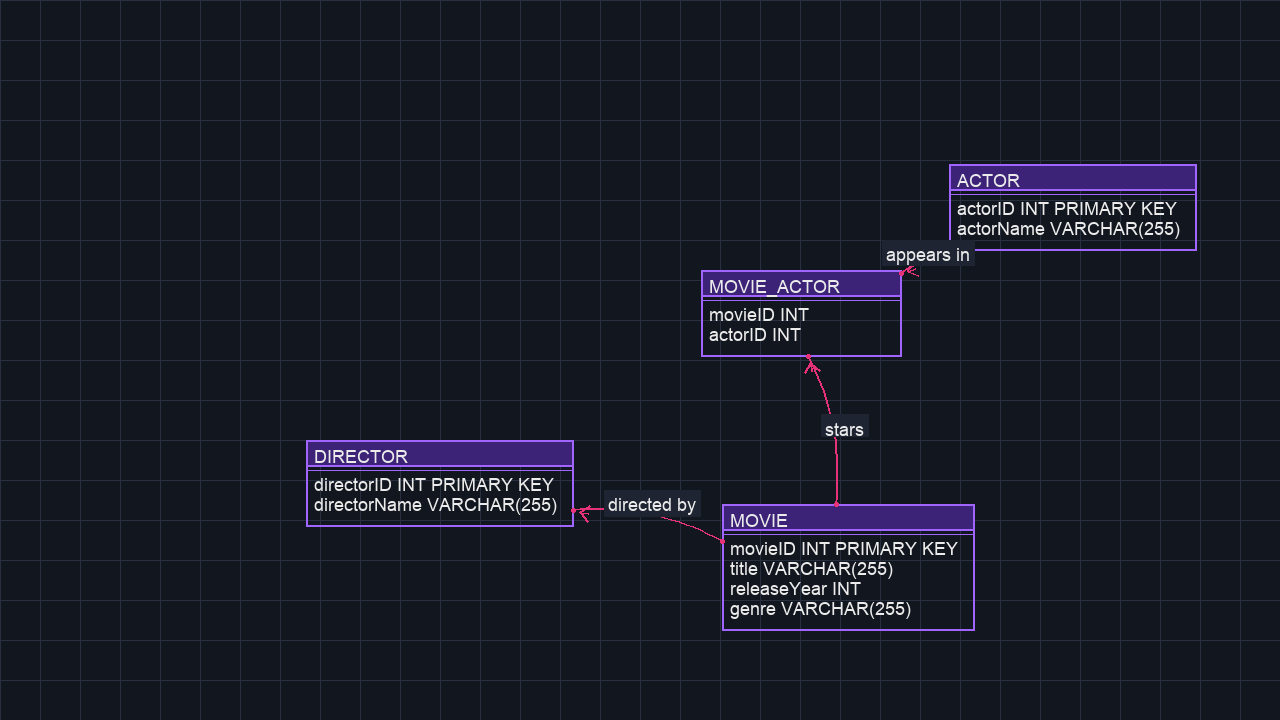 ACTOR
actorID INT PRIMARY KEY
actorName VARCHAR(255)
appears in
MOVIE_ACTOR
movieID INT
actorID INT
stars
DIRECTOR
directorID INT PRIMARY KEY
directorName VARCHAR(255)
directed by
MOVIE
movieID INT PRIMARY KEY
title VARCHAR(255)
releaseYear INT
genre VARCHAR(255)